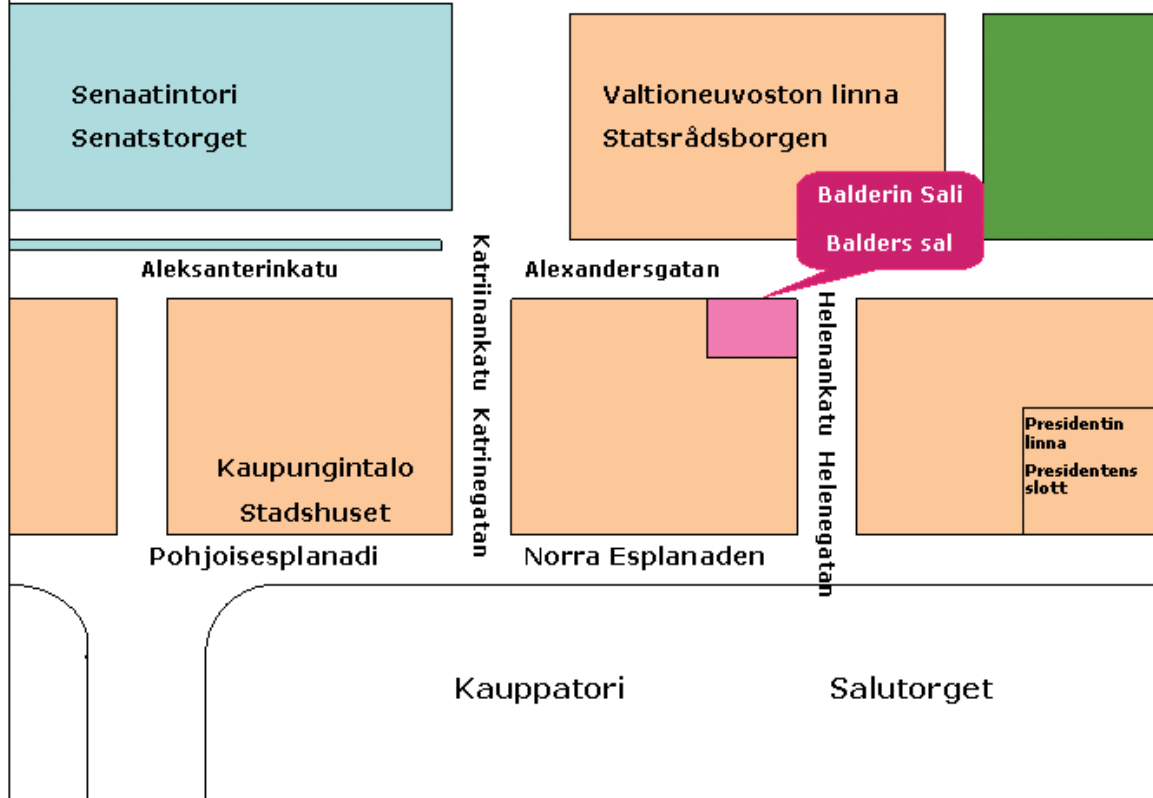 Senaatintori
Senatstorget
Valtioneuvoston linna
Statsrådsborgen
Balderin Sali
Balders sal
Aleksanterinkatu
Alexandersgatan
Katriinankatu Katrinegatan
Helenankatu Helenegatan
Kaupungintalo
Stadshuset
Presidentin
linna
Presidentens
slott
Pohjoisesplanadi
Norra Esplanaden
Kauppatori
Salutorget